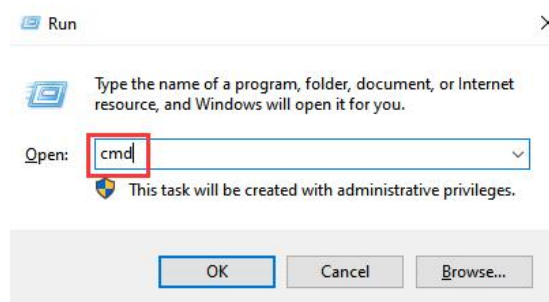 Run
Type the name of a program, folder, document, or Internet
resource, and Windows will open it for you.
Open: cmd
This task will be created with administrative privileges.
OK Cancel Browse...